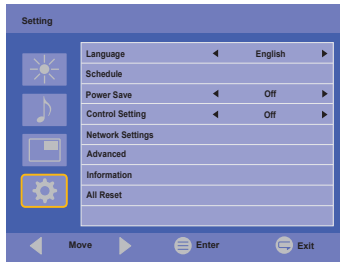 Setting
Language English
Schedule
Power Save Off
Control Setting Off
Network Settings
Advanced
Information
All Reset
Move Enter Exit